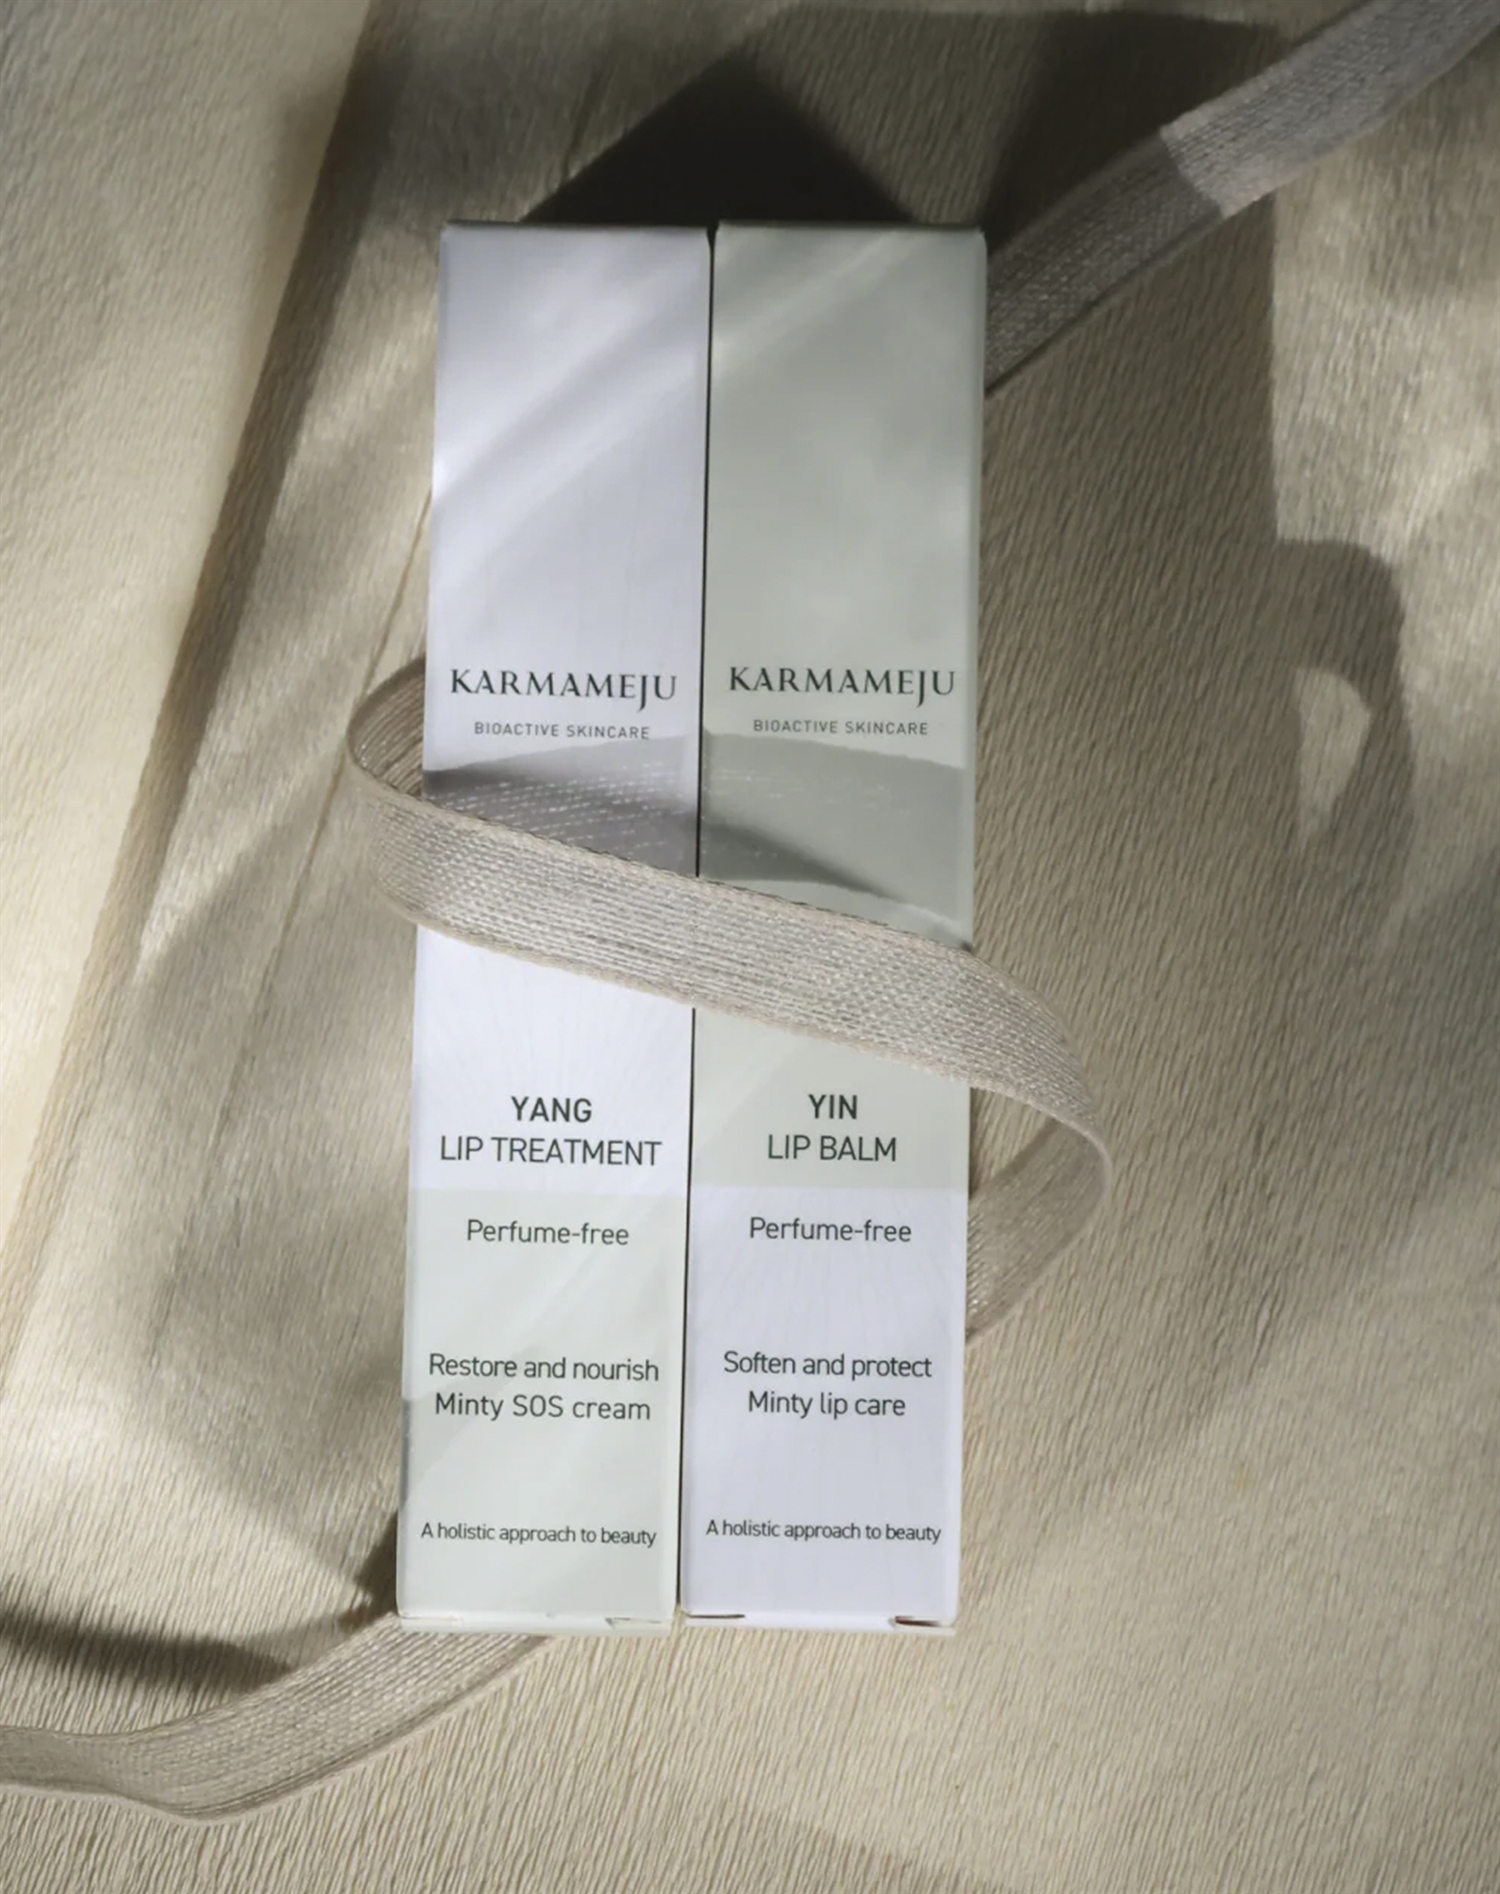 KARMAMEJU
BIOACTIVE SKINCARE
YANG
LIP TREATMENT
Perfume-free
Restore and nourish
Minty SOS cream
A holistic approach to beauty
KARMAMEJU
BIOACTIVE SKINCARE
YIN
LIP BALM
Perfume-free
Soften and protect
Minty lip care
A holistic approach to beauty